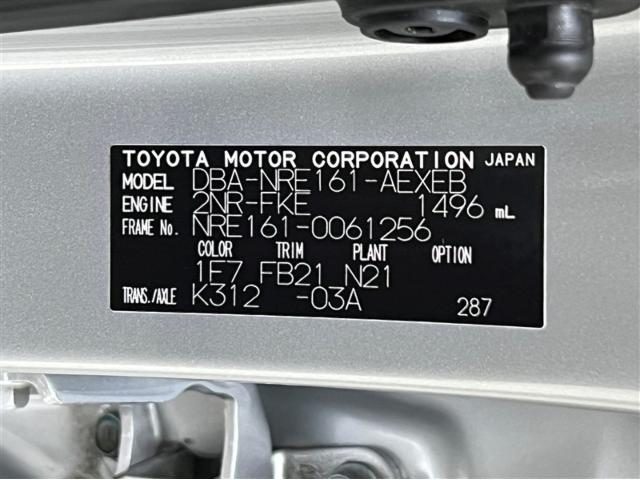 TOYOTA MOTOR CORPORATION JAPAN
MODEL DBA-NRE161-AEXEB
ENGINE 2NR-FKE 1496 mL
FRAME No. NRE161-0061256
COLOR TRIM PLANT OPTION
1F7 FB21 N21
TRANS./AXLE K312 -03A 287